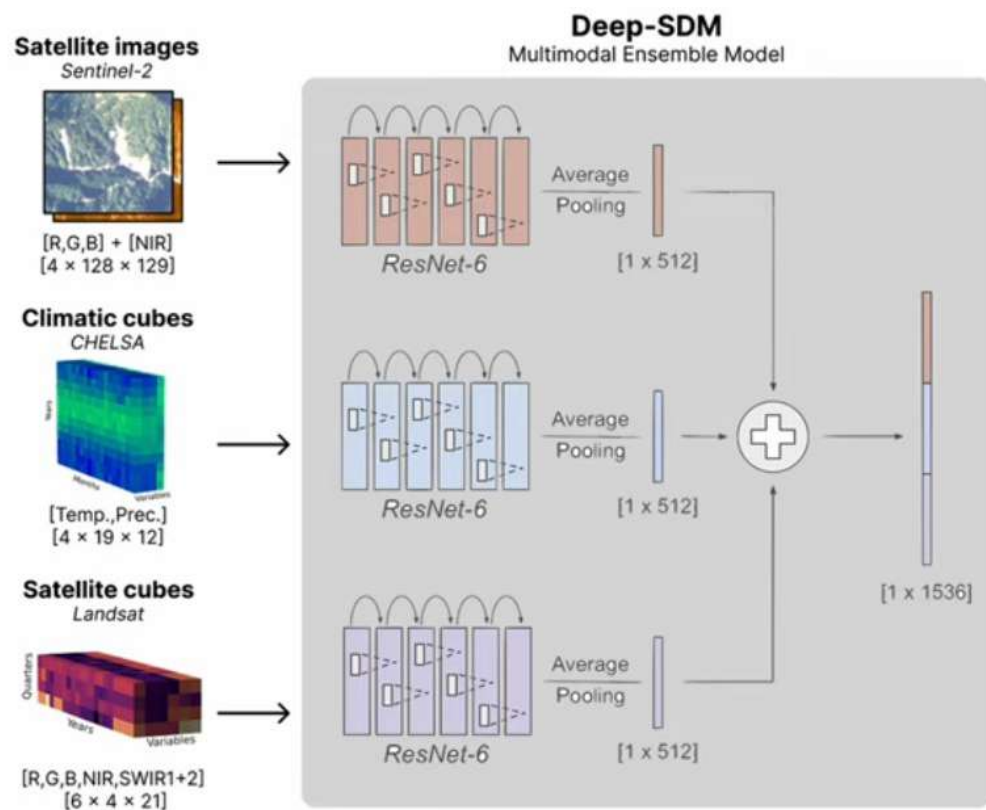 Deep-SDM
Multimodal Ensemble Model
Satellite images
Sentinel-2
[R,G,B] + [NIR]
[4 × 128 × 129]
ResNet-6
Average
Pooling
[1 x 512]
Climatic cubes
CHELSA
Years
Months
Variables
[Temp.,Prec.]
[4 × 19 × 12]
ResNet-6
Average
Pooling
[1 x 512]
[1 x 1536]
Satellite cubes
Landsat
Quarters
Years
Variables
[R,G,B,NIR,SWIR1+2]
[6 × 4 × 21]
ResNet-6
Average
Pooling
[1 x 512]